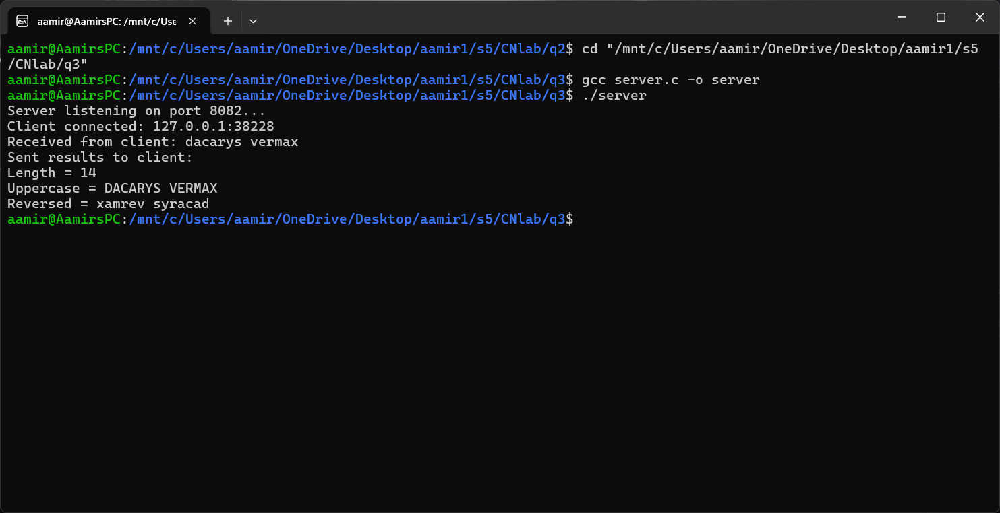 aamir@AamirsPC: /mnt/c/Use
aamir@AamirsPC:/mnt/c/Users/aamir/OneDrive/Desktop/aamir1/s5/CNlab/q2$ cd "/mnt/c/Users/aamir/OneDrive/Desktop/aamir1/s5
/CNlab/q3"
aamir@AamirsPC:/mnt/c/Users/aamir/OneDrive/Desktop/aamir1/s5/CNlab/q3$ gcc server.c -o server
aamir@AamirsPC:/mnt/c/Users/aamir/OneDrive/Desktop/aamir1/s5/CNlab/q3$ ./server
Server listening on port 8082...
Client connected: 127.0.0.1:38228
Received from client: dacarys vermax
Sent results to client:
Length = 14
Uppercase = DACARYS VERMAX
Reversed = xamrev syracad
aamir@AamirsPC:/mnt/c/Users/aamir/OneDrive/Desktop/aamir1/s5/CNlab/q3$